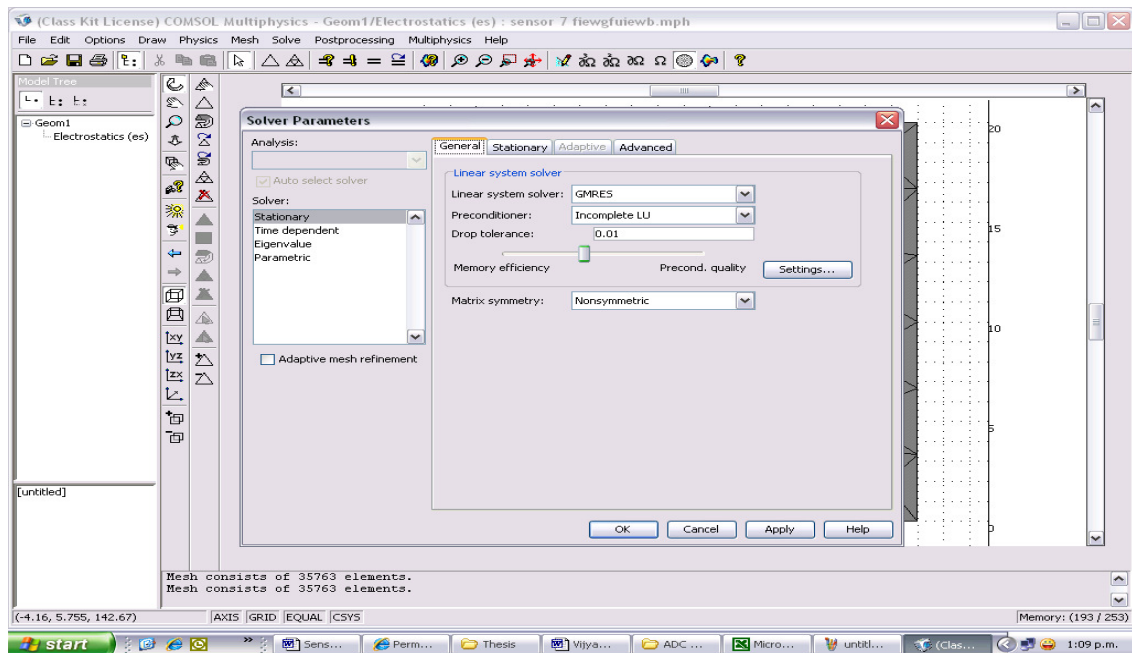 (Class Kit License) COMSOL Multiphysics - Geom1/Electrostatics (es) : sensor 7 fiewgfuiewb.mph
File Edit Options Draw Physics Mesh Solve Postprocessing Multiphysics Help
Model Tree
Geom1
Electrostatics (es)
Solver Parameters
Analysis:
Auto select solver
Solver:
Stationary
Time dependent
Eigenvalue
Parametric
Adaptive mesh refinement
General Stationary Adaptive Advanced
Linear system solver
Linear system solver: GMRES
Preconditioner: Incomplete LU
Drop tolerance: 0.01
Memory efficiency Precond. quality Settings...
Matrix symmetry: Nonsymmetric
OK Cancel Apply Help
20
15
10
5
0
[untitled]
Mesh consists of 35763 elements.
Mesh consists of 35763 elements.
(-4.16, 5.755, 142.67) AXIS GRID EQUAL CSYS Memory: (193 / 253)
start Sens... Perm... Thesis Vijya... ADC ... Micro... untitl... (Clas... 1:09 p.m.